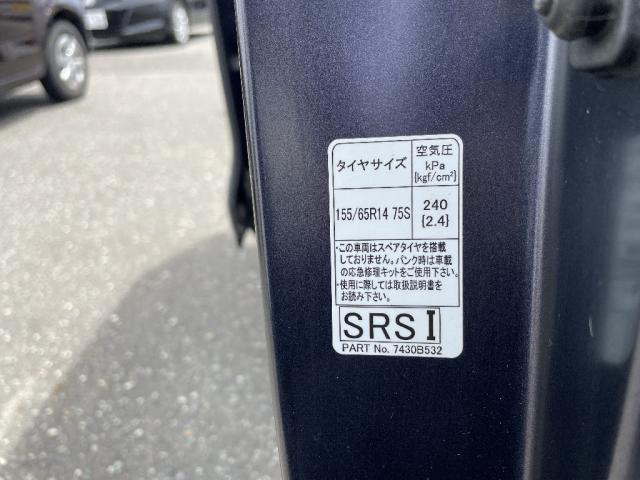 タイヤサイズ 空気圧
kPa
[kgf/cm²]
155/65R14 75S 240
{2.4}
・この車両はスペアタイヤを搭載
しておりません。パンク時は車載
の応急修理キットをご使用下さい。
・使用に際しては取扱説明書を
お読み下さい。
SRS I
PART No. 7430B532